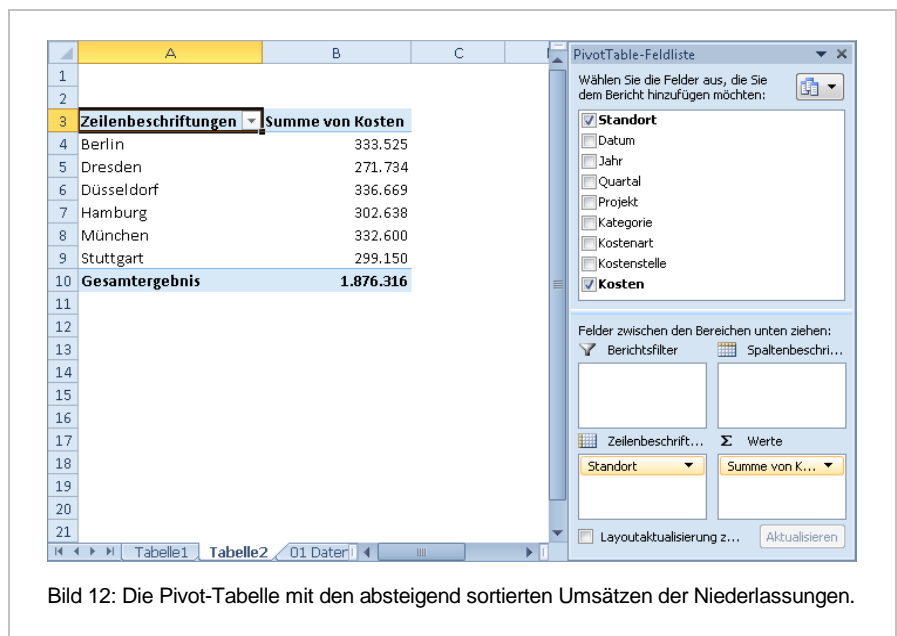 A B C
PivotTable-Feldliste
Wählen Sie die Felder aus, die Sie
dem Bericht hinzufügen möchten:
1
2
3 Zeilenbeschriftungen Summe von Kosten
4 Berlin 333.525
5 Dresden 271.734
6 Düsseldorf 336.669
7 Hamburg 302.638
8 München 332.600
9 Stuttgart 299.150
10 Gesamtergebnis 1.876.316
11
12
13
14
15
16
17
18
19
20
21
Standort
Datum
Jahr
Quartal
Projekt
Kategorie
Kostenart
Kostenstelle
Kosten
Felder zwischen den Bereichen unten ziehen:
Berichtsfilter Spaltenbeschri...
Zeilenbeschrift... Σ Werte
Standort Summe von K...
Layoutaktualisierung z... Aktualisieren
Tabelle1 Tabelle2 01 Daten
Bild 12: Die Pivot-Tabelle mit den absteigend sortierten Umsätzen der Niederlassungen.